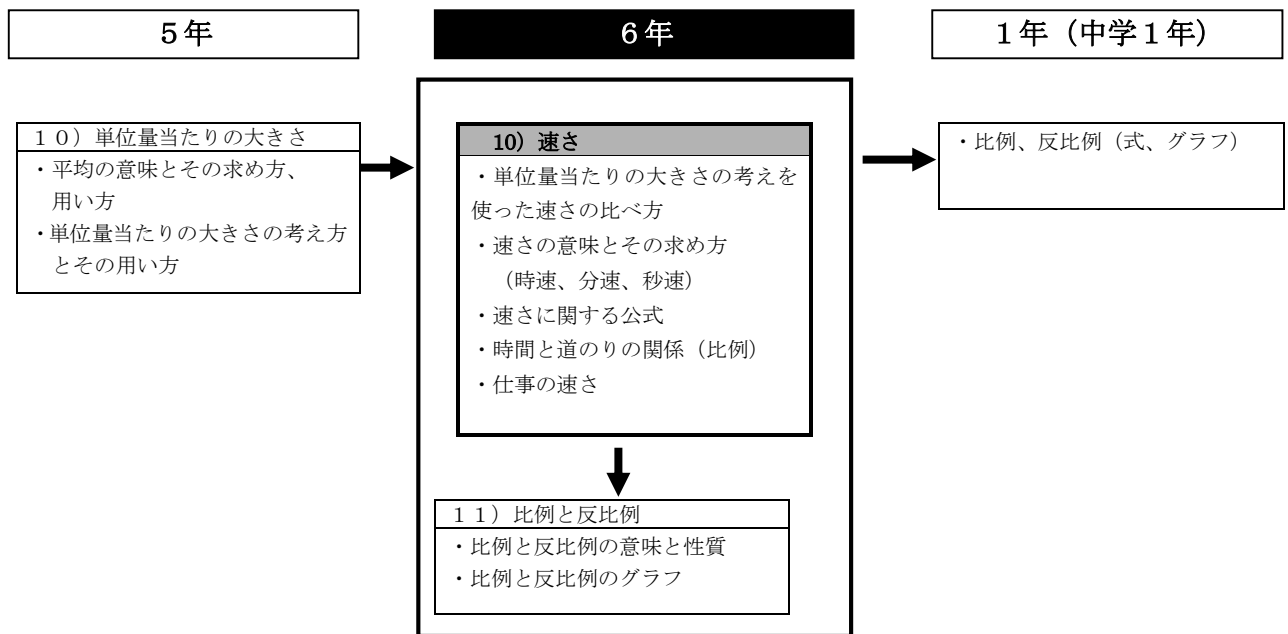 5年
6年
1年（中学1年）
10）単位量当たりの大きさ
・平均の意味とその求め方、
用い方
・単位量当たりの大きさの考え方
とその用い方
10）速さ
・単位量当たりの大きさの考えを
使った速さの比べ方
・速さの意味とその求め方
（時速、分速、秒速）
・速さに関する公式
・時間と道のりの関係（比例）
・仕事の速さ
・比例、反比例（式、グラフ）
11）比例と反比例
・比例と反比例の意味と性質
・比例と反比例のグラフ